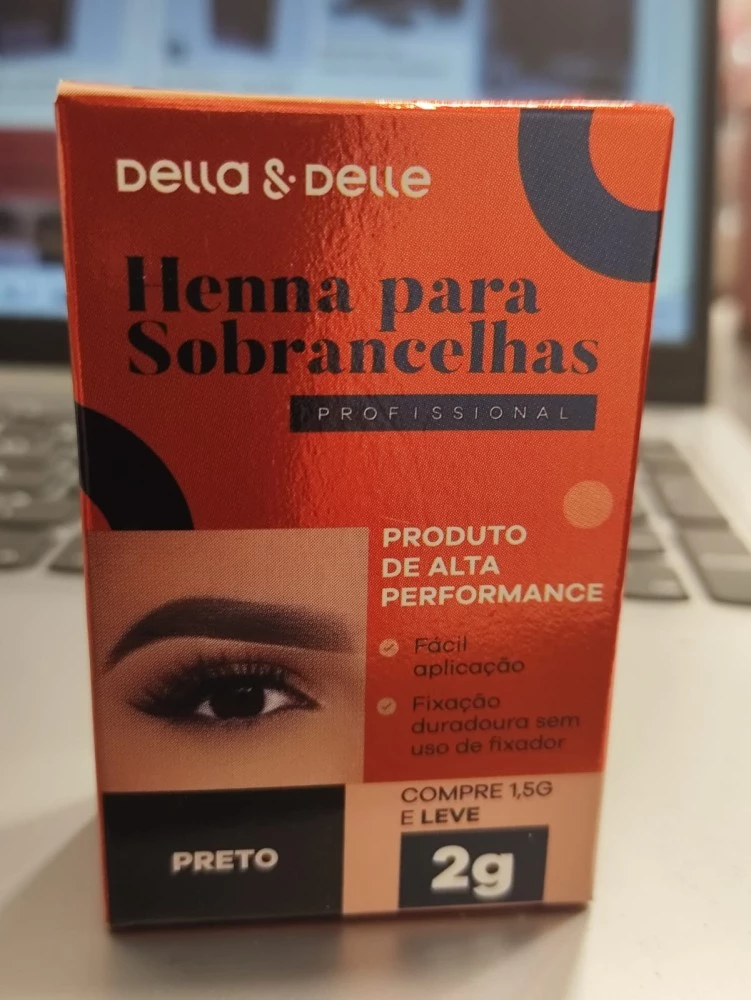 Della & Delle
Henna para
Sobrancelhas
PROFISSIONAL
PRODUTO
DE ALTA
PERFORMANCE
Fácil
aplicação
Fixação
duradoura sem
uso de fixador
COMPRE 1,5G
E LEVE
2g
PRETO